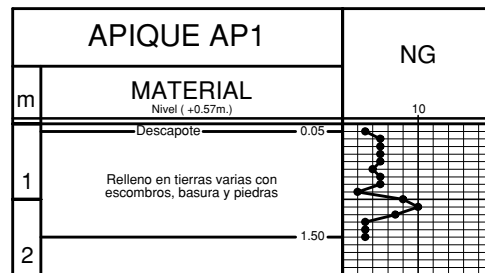 APIQUE AP1
NG
m
MATERIAL
Nivel ( +0.57m.)
10
Descapote
0.05
1
Relleno en tierras varias con
escombros, basura y piedras
1.50
2